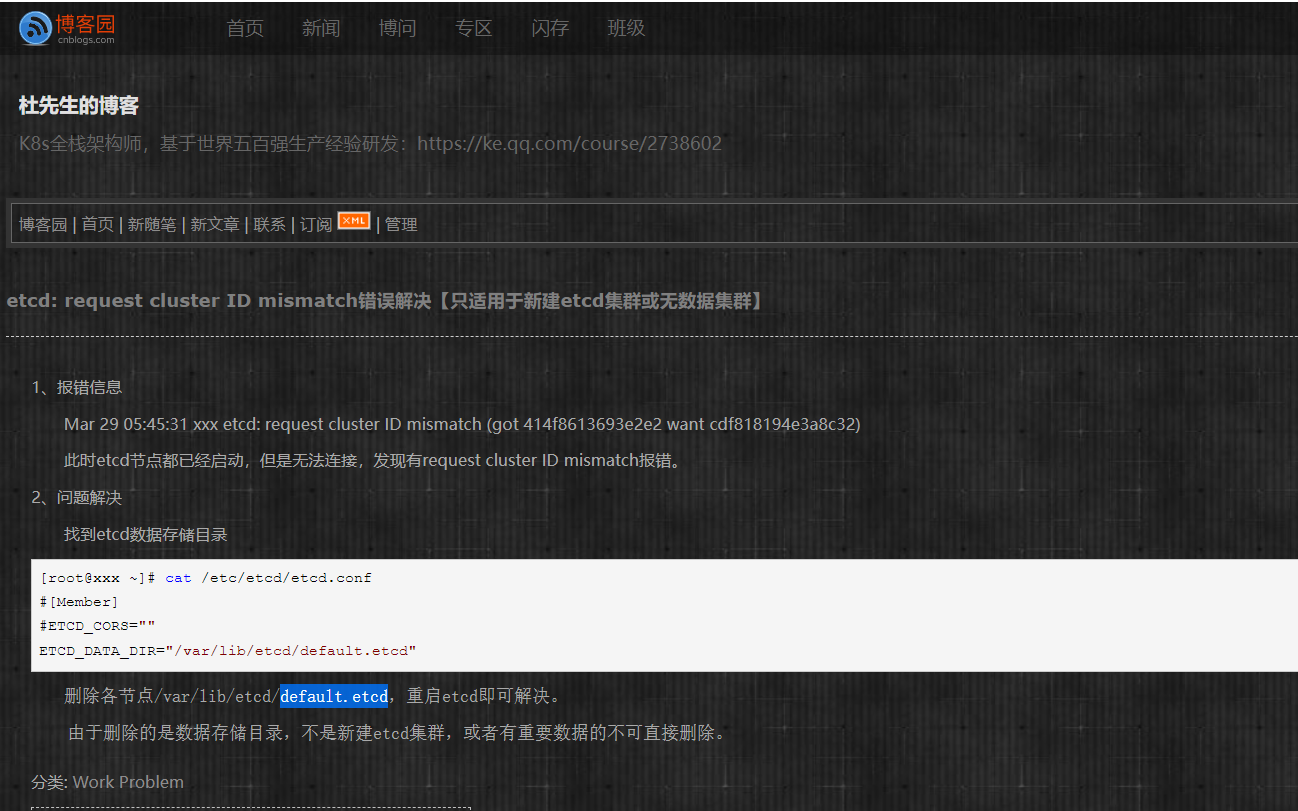 博客园
cnblogs.com
首页 新闻 博问 专区 闪存 班级
杜先生的博客
K8s全栈架构师，基于世界五百强生产经验研发：https://ke.qq.com/course/2738602
博客园 | 首页 | 新随笔 | 新文章 | 联系 | 订阅 XML | 管理
etcd: request cluster ID mismatch错误解决【只适用于新建etcd集群或无数据集群】
1、报错信息
Mar 29 05:45:31 xxx etcd: request cluster ID mismatch (got 414f8613693e2e2 want cdf818194e3a8c32)
此时etcd节点都已经启动，但是无法连接，发现有request cluster ID mismatch报错。
2、问题解决
找到etcd数据存储目录
[root@xxx ~]# cat /etc/etcd/etcd.conf
#[Member]
#ETCD_CORS=""
ETCD_DATA_DIR="/var/lib/etcd/default.etcd"
删除各节点/var/lib/etcd/default.etcd，重启etcd即可解决。
由于删除的是数据存储目录，不是新建etcd集群，或者有重要数据的不可直接删除。
分类: Work Problem